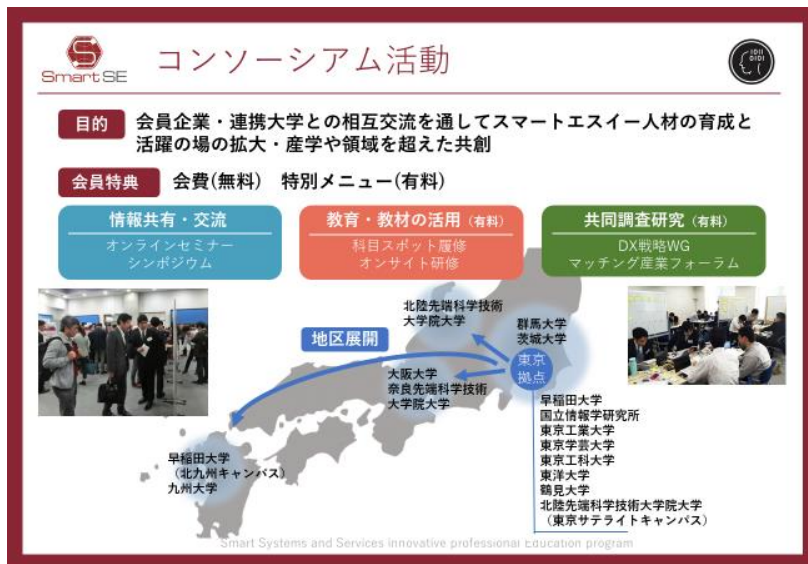 SmartSE
コンソーシアム活動
IDII
DIDI
目的
会員企業・連携大学との相互交流を通してスマートエスイー人材の育成と
活躍の場の拡大・産学や領域を超えた共創
会員特典
会費(無料) 特別メニュー(有料)
情報共有・交流
オンラインセミナー
シンポジウム
教育・教材の活用(有料)
科目スポット履修
オンサイト研修
共同調査研究(有料)
DX戦略WG
マッチング産業フォーラム
地区展開
北陸先端科学技術
大学院大学
群馬大学
茨城大学
東京
拠点
大阪大学
奈良先端科学技術
大学院大学
早稲田大学
(北九州キャンパス)
九州大学
早稲田大学
国立情報学研究所
東京工業大学
東京学芸大学
東京工科大学
東洋大学
鶴見大学
北陸先端科学技術大学院大学
(東京サテライトキャンパス)
Smart Systems and Services innovative professional Education program